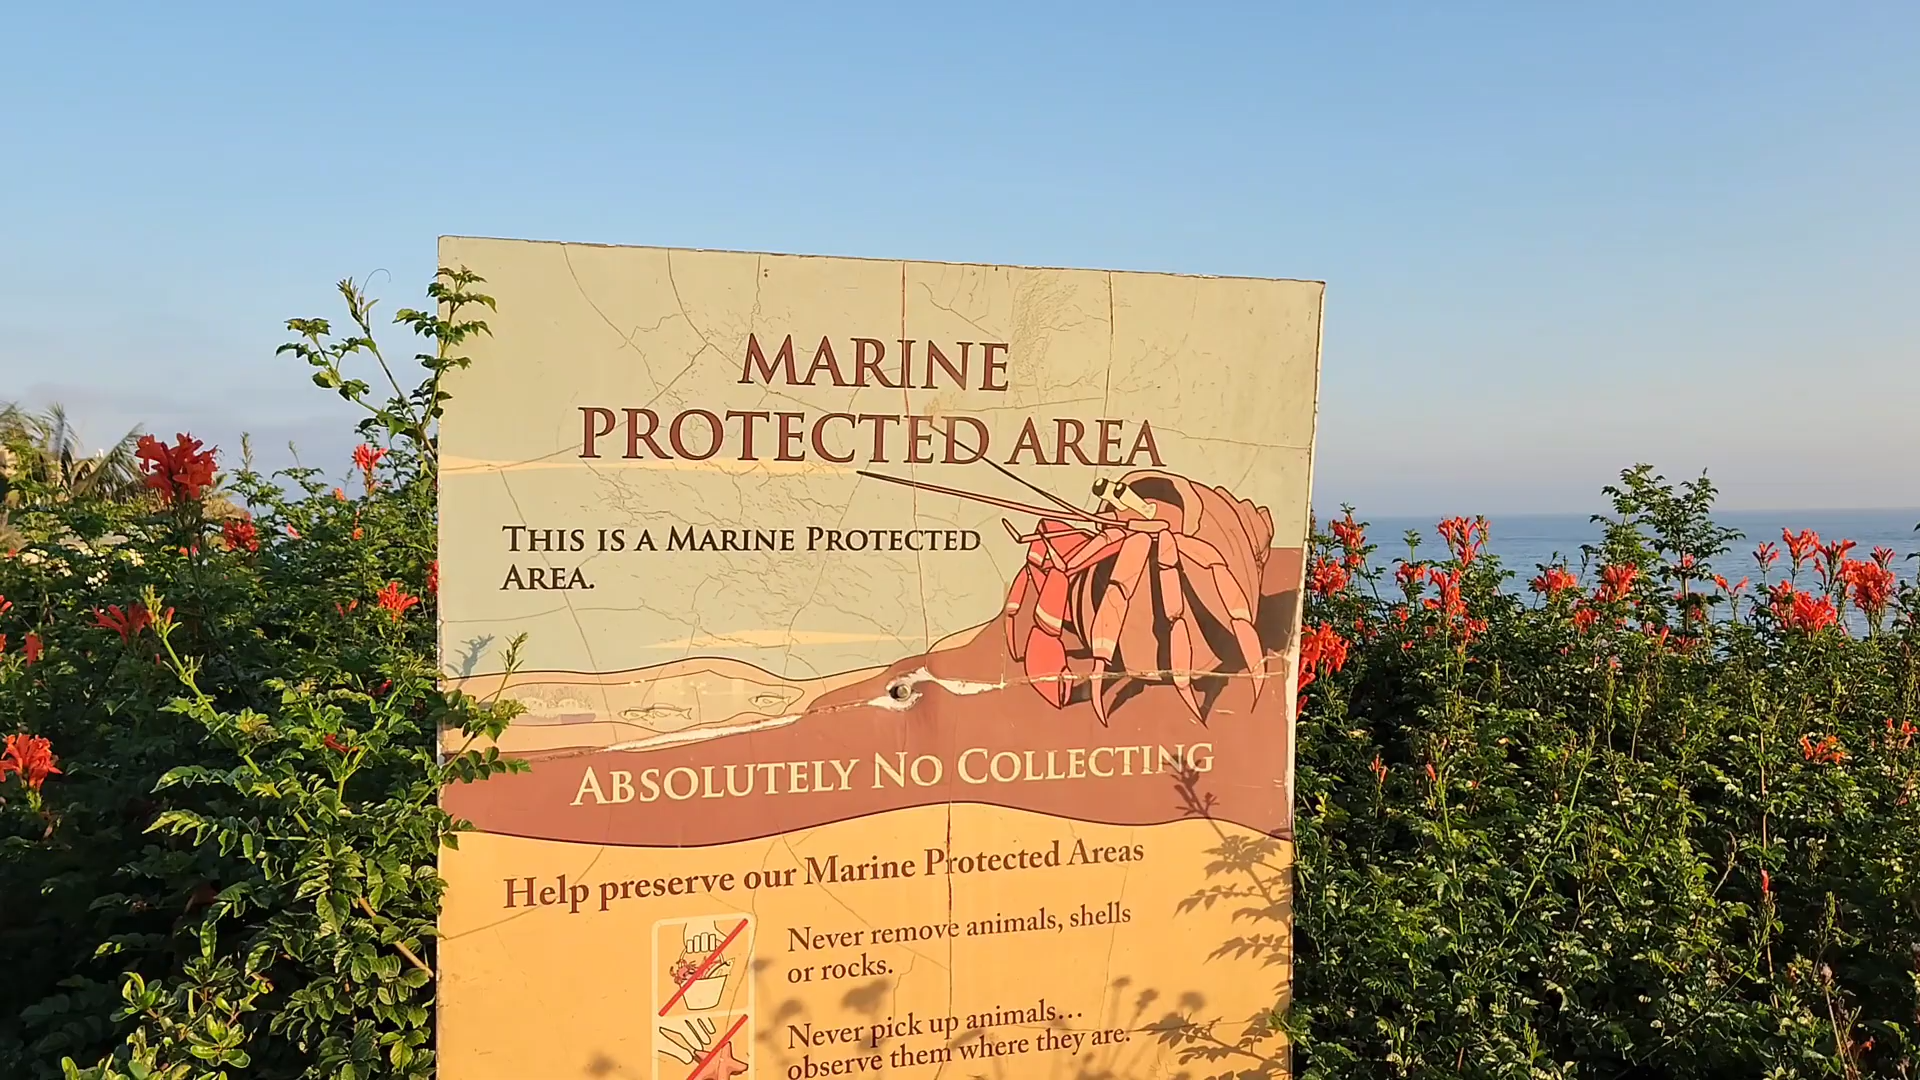 MARINE
PROTECTED AREA
THIS IS A MARINE PROTECTED
AREA.
ABSOLUTELY NO COLLECTING
Help preserve our Marine Protected Areas
Never remove animals, shells
or rocks.
Never pick up animals...
observe them where they are.